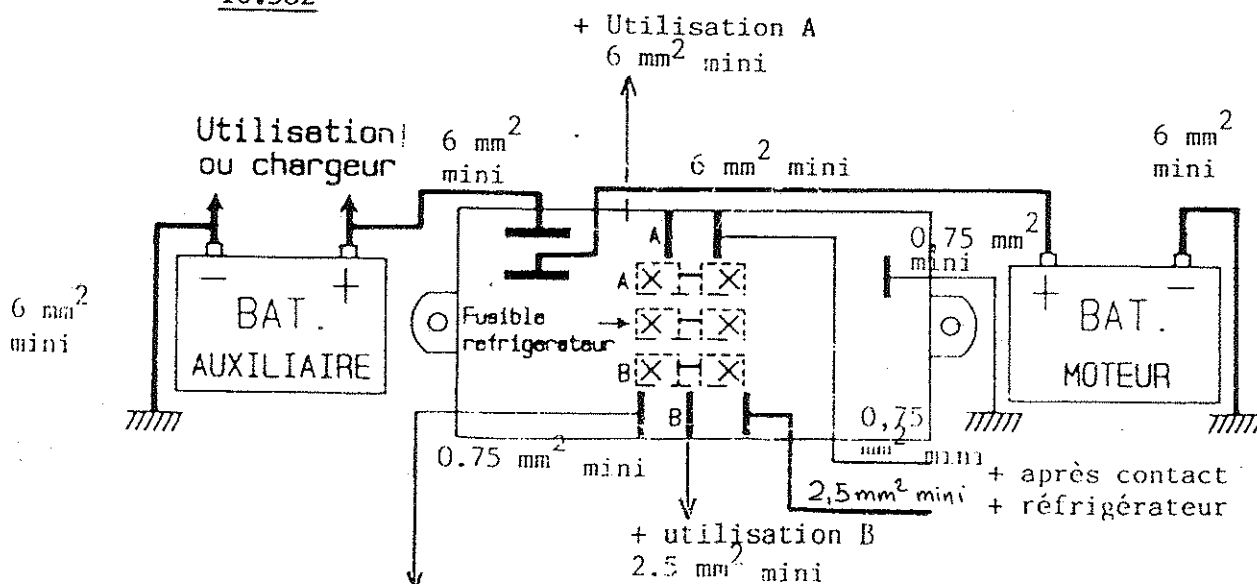 + Utilisation A
6 mm² mini
Utilisation
ou chargeur
6 mm²
mini
6 mm² mini
6 mm²
mini
A
0,75 mm²
mini
- +
BAT.
AUXILIAIRE
6 mm²
mini
A
Fusible
refrigerateur
B
+ -
BAT.
MOTEUR
B
0.75 mm² mini
0,75
mm² mini
+ après contact
2,5mm² mini
+ réfrigérateur
+ utilisation B
2.5 mm² mini